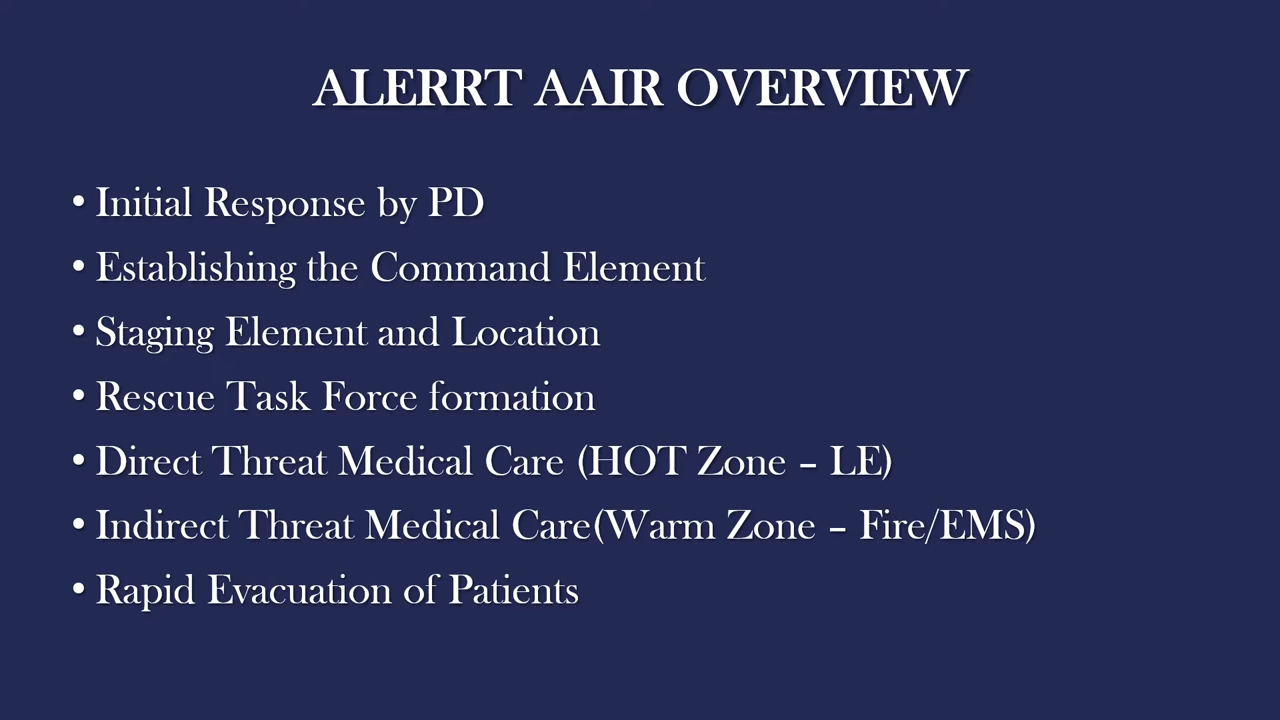 ALERRT AAIR OVERVIEW
• Initial Response by PD
• Establishing the Command Element
• Staging Element and Location
• Rescue Task Force formation
• Direct Threat Medical Care (HOT Zone – LE)
• Indirect Threat Medical Care(Warm Zone – Fire/EMS)
• Rapid Evacuation of Patients